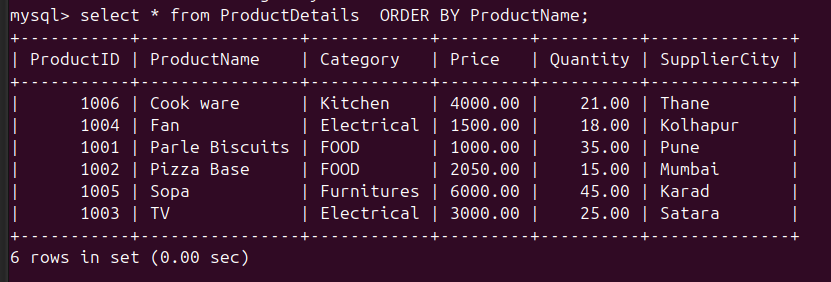 mysql> select * from ProductDetails  ORDER BY ProductName;
+-----------+----------------+------------+---------+----------+--------------+
| ProductID | ProductName    | Category   | Price   | Quantity | SupplierCity |
+-----------+----------------+------------+---------+----------+--------------+
|      1006 | Cook ware      | Kitchen    | 4000.00 |    21.00 | Thane        |
|      1004 | Fan            | Electrical | 1500.00 |    18.00 | Kolhapur     |
|      1001 | Parle Biscuits | FOOD       | 1000.00 |    35.00 | Pune         |
|      1002 | Pizza Base     | FOOD       | 2050.00 |    15.00 | Mumbai       |
|      1005 | Sopa           | Furnitures | 6000.00 |    45.00 | Karad        |
|      1003 | TV             | Electrical | 3000.00 |    25.00 | Satara       |
+-----------+----------------+------------+---------+----------+--------------+
6 rows in set (0.00 sec)